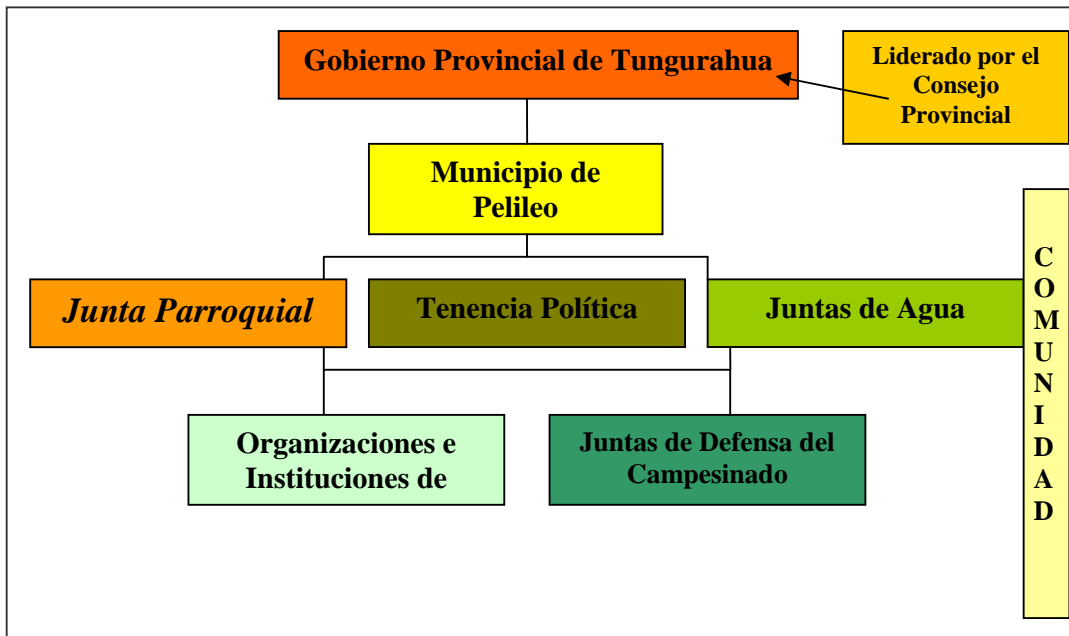 Gobierno Provincial de Tungurahua
Liderado por el
Consejo
Provincial
Municipio de
Pelileo
Junta Parroquial
Tenencia Política
Juntas de Agua
Organizaciones e
Instituciones de
Juntas de Defensa del
Campesinado
C
O
M
U
N
I
D
A
D